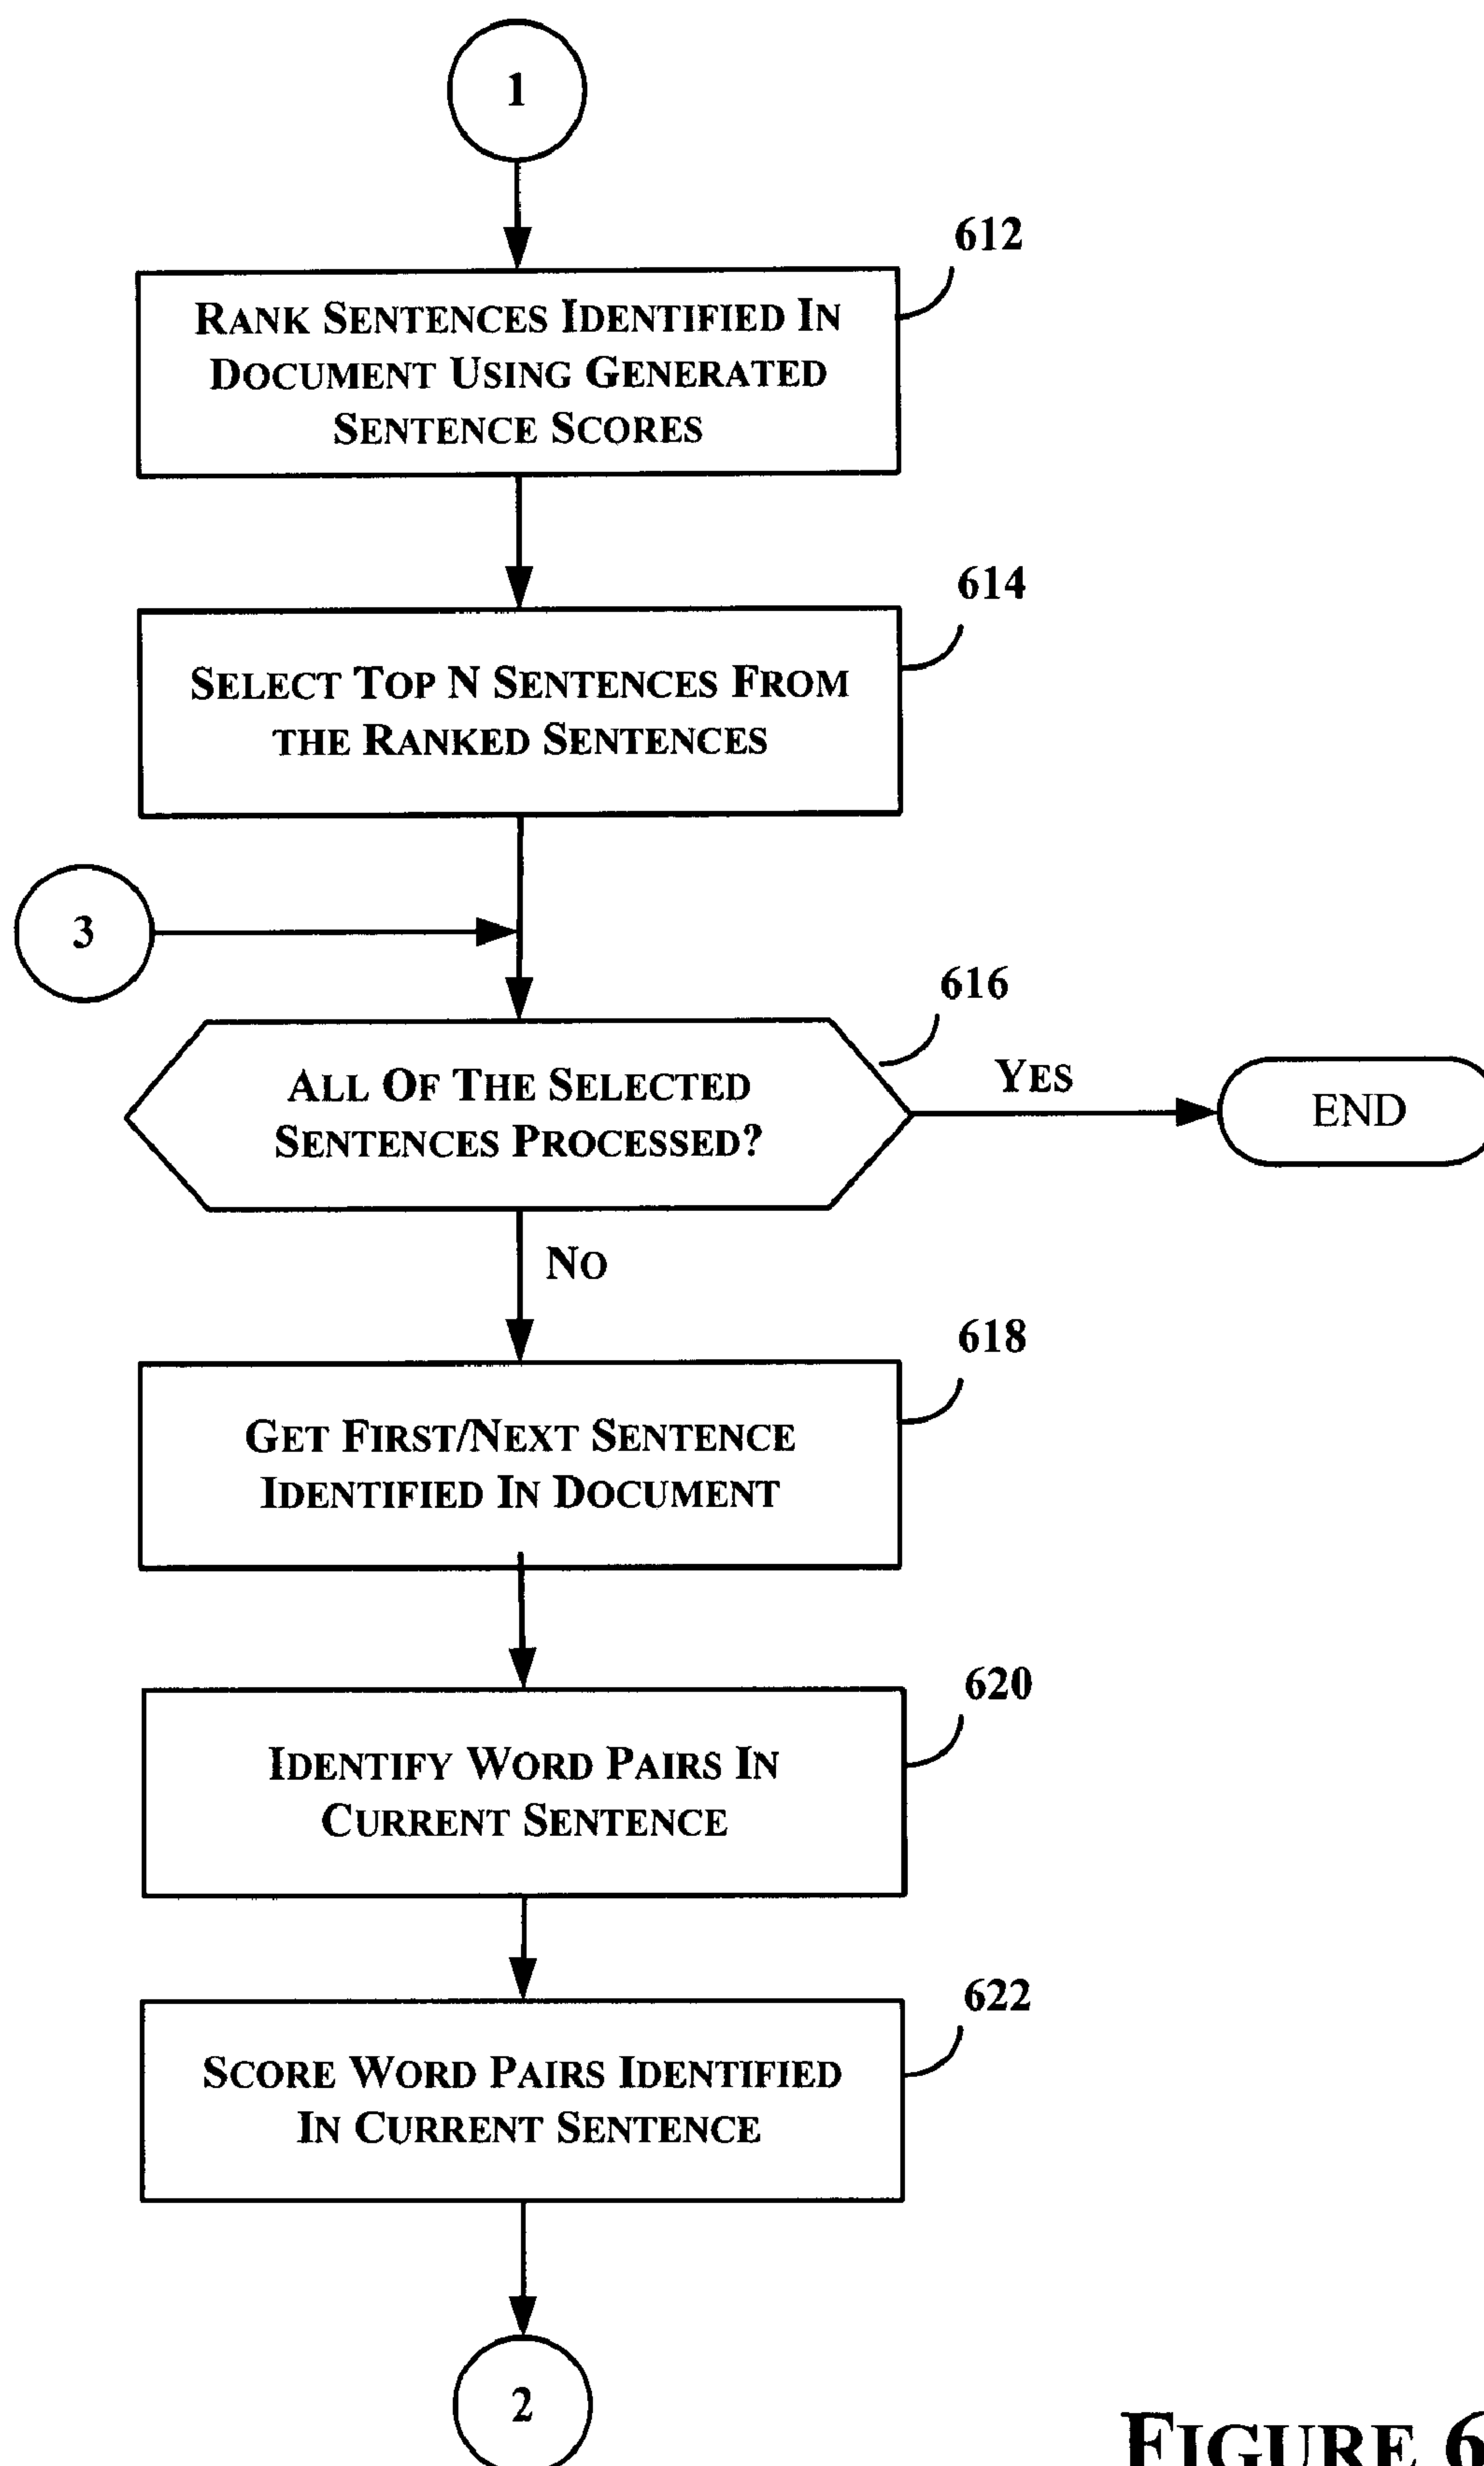 1
612
RANK SENTENCES IDENTIFIED IN
DOCUMENT USING GENERATED
SENTENCE SCORES
614
SELECT TOP N SENTENCES FROM
THE RANKED SENTENCES
3
616
ALL OF THE SELECTED
SENTENCES PROCESSED?
YES
END
NO
618
GET FIRST/NEXT SENTENCE
IDENTIFIED IN DOCUMENT
620
IDENTIFY WORD PAIRS IN
CURRENT SENTENCE
622
SCORE WORD PAIRS IDENTIFIED
IN CURRENT SENTENCE
2
FIGURE 6